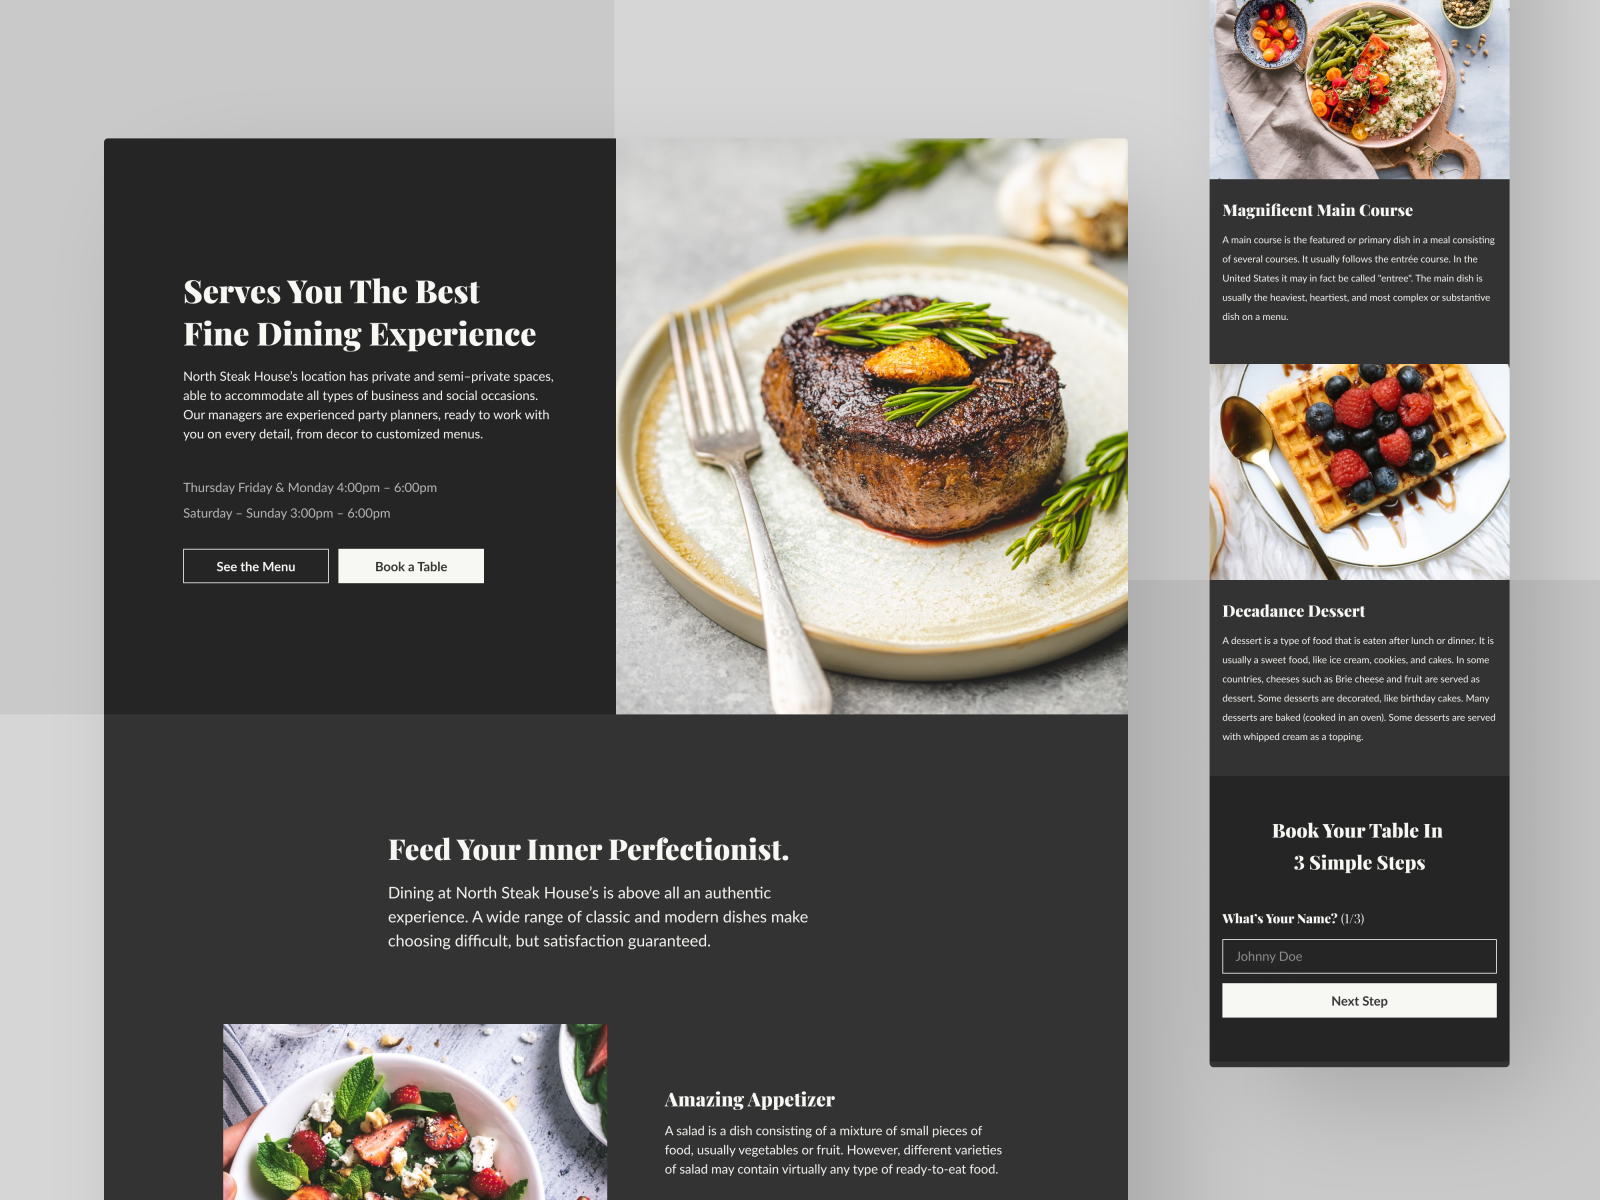 Serves You The Best
Fine Dining Experience
North Steak House's location has private and semi–private spaces,
able to accommodate all types of business and social occasions.
Our managers are experienced party planners, ready to work with
you on every detail, from decor to customized menus.
Thursday Friday & Monday 4:00pm – 6:00pm
Saturday – Sunday 3:00pm – 6:00pm
See the Menu
Book a Table
Feed Your Inner Perfectionist.
Dining at North Steak House's is above all an authentic
experience. A wide range of classic and modern dishes make
choosing difficult, but satisfaction guaranteed.
Amazing Appetizer
A salad is a dish consisting of a mixture of small pieces of
food, usually vegetables or fruit. However, different varieties
of salad may contain virtually any type of ready-to-eat food.
Magnificent Main Course
A main course is the featured or primary dish in a meal consisting
of several courses. It usually follows the entrée course. In the
United States it may in fact be called "entree". The main dish is
usually the heaviest, heartiest, and most complex or substantive
dish on a menu.
Decadance Dessert
A dessert is a type of food that is eaten after lunch or dinner. It is
usually a sweet food, like ice cream, cookies, and cakes. In some
countries, cheeses such as Brie cheese and fruit are served as
dessert. Some desserts are decorated, like birthday cakes. Many
desserts are baked (cooked in an oven). Some desserts are served
with whipped cream as a topping.
Book Your Table In
3 Simple Steps
What's Your Name? (1/3)
Johnny Doe
Next Step